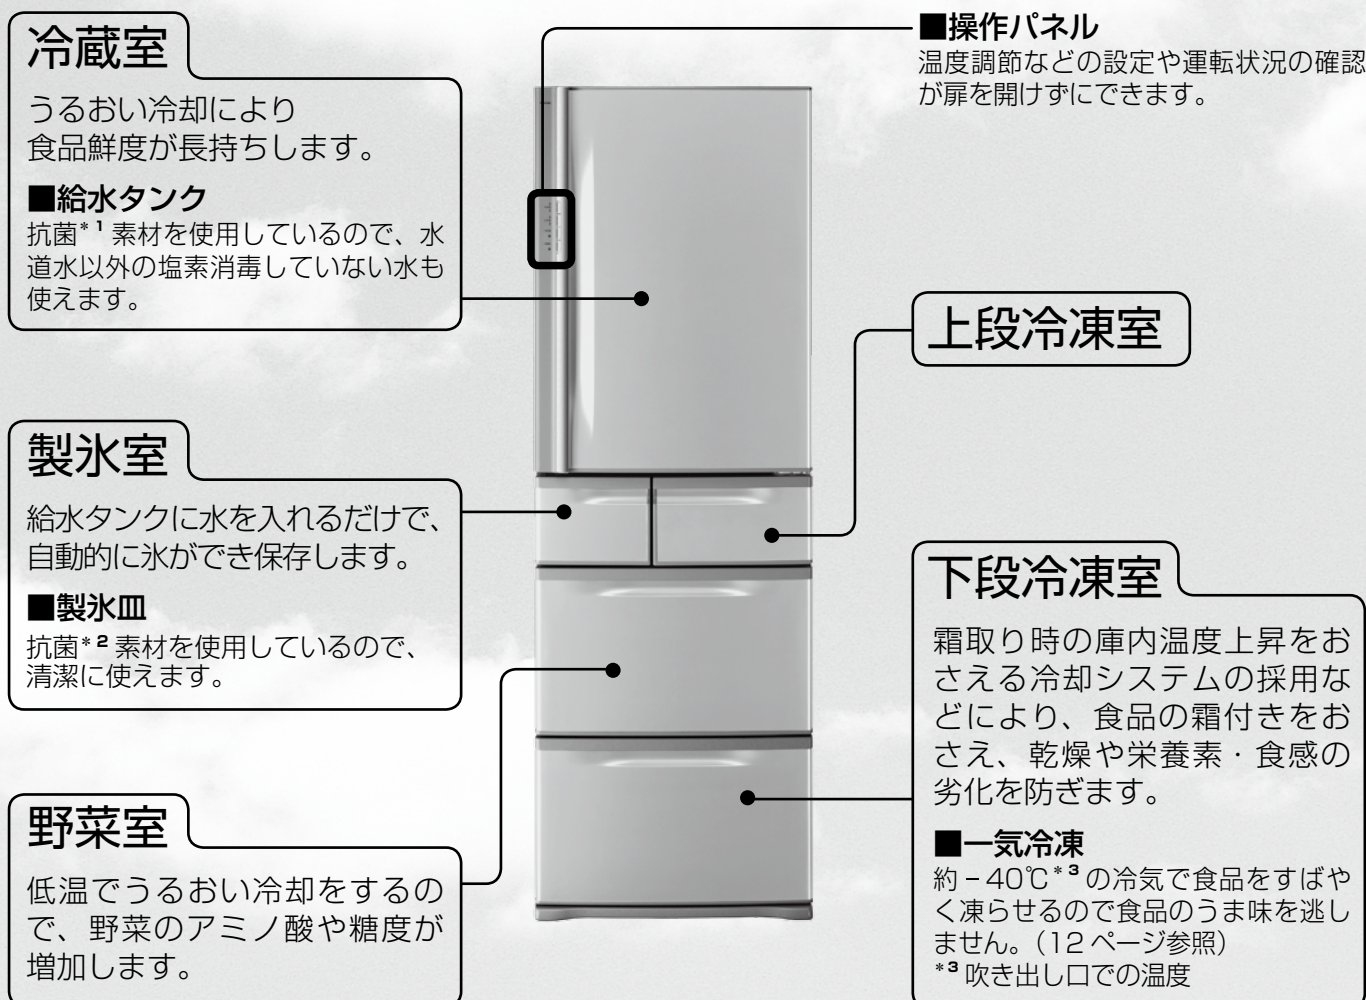 冷蔵室
うるおい冷却により
食品鮮度が長持ちします。
■給水タンク
抗菌*1 素材を使用しているので、水
道水以外の塩素消毒していない水も
使えます。
製氷室
給水タンクに水を入れるだけで、
自動的に氷ができ保存します。
■製氷皿
抗菌*2 素材を使用しているので、
清潔に使えます。
野菜室
低温でうるおい冷却をするの
で、野菜のアミノ酸や糖度が
増加します。
■操作パネル
温度調節などの設定や運転状況の確認
が扉を開けずにできます。
上段冷凍室
下段冷凍室
霜取り時の庫内温度上昇をお
さえる冷却システムの採用な
どにより、食品の霜付きをお
さえ、乾燥や栄養素・食感の
劣化を防ぎます。
■一気冷凍
約－40℃*3 の冷気で食品をすばや
く凍らせるので食品のうま味を逃し
ません。(12 ページ参照)
*3 吹き出し口での温度